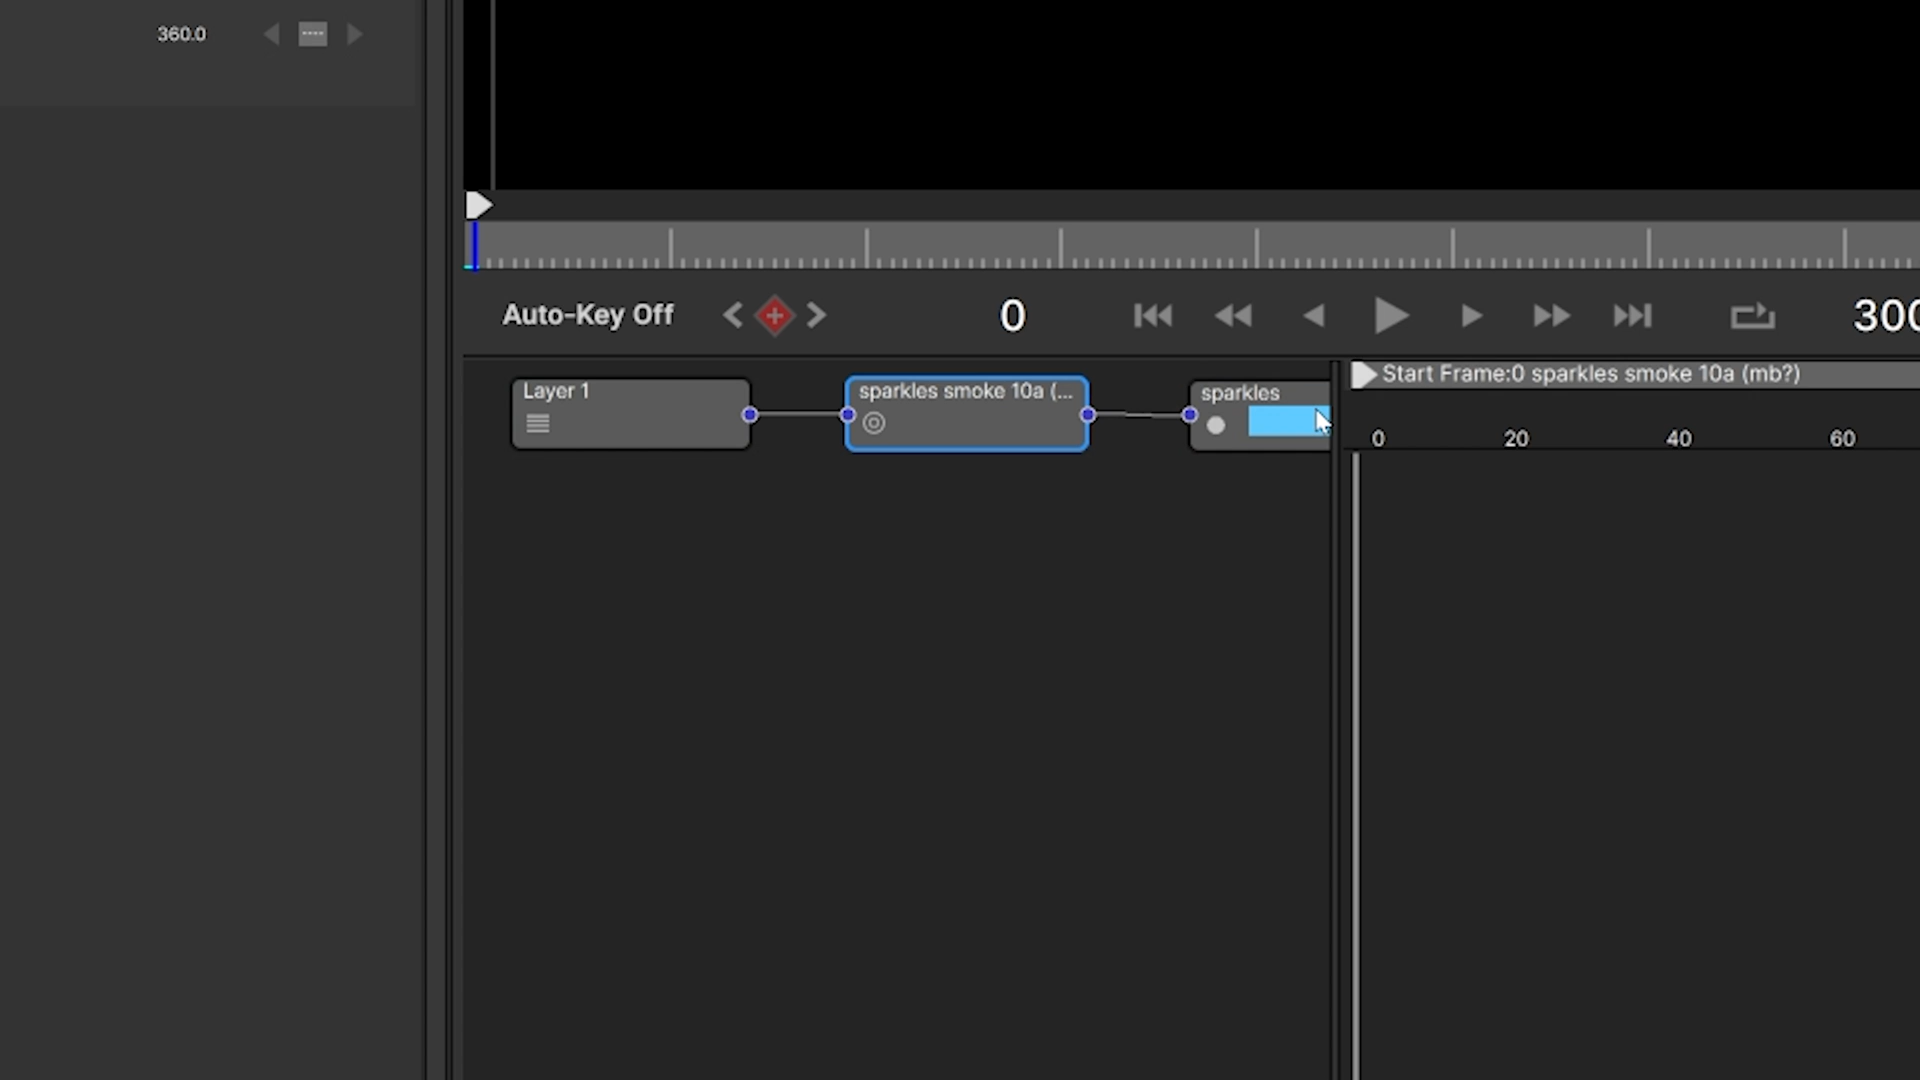 360.0
Auto-Key Off
0
300
Layer 1
sparkles smoke 10a (...
sparkles
Start Frame:0 sparkles smoke 10a (mb?)
0 20 40 60